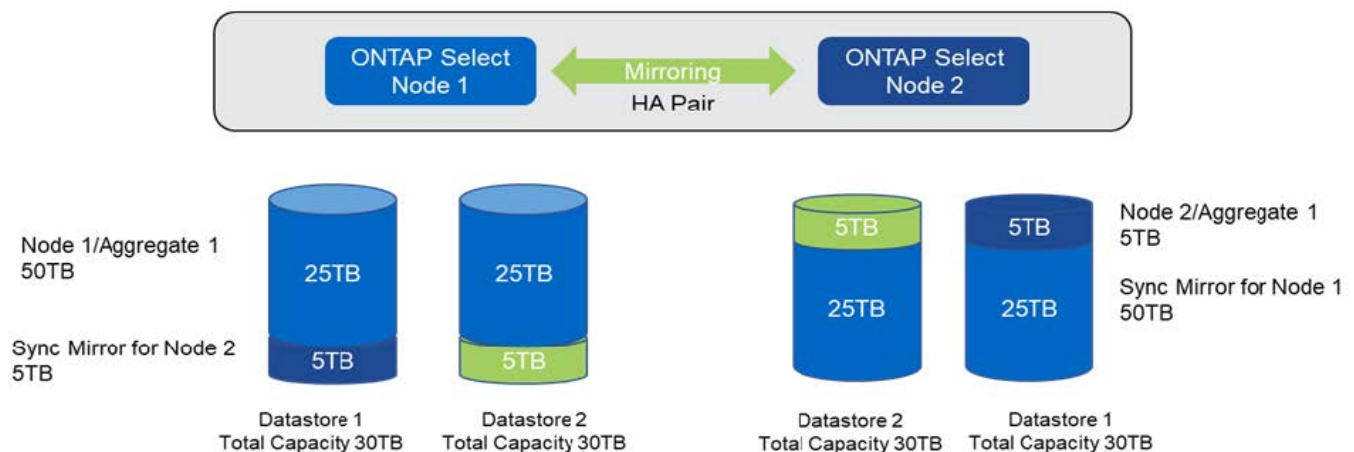 ONTAP Select
Node 1
Mirroring
HA Pair
ONTAP Select
Node 2
Node 1/Aggregate 1
50TB
Sync Mirror for Node 2
5TB
25TB
5TB
25TB
5TB
5TB
25TB
5TB
25TB
Node 2/Aggregate 1
5TB
Sync Mirror for Node 1
50TB
Datastore 1
Total Capacity 30TB
Datastore 2
Total Capacity 30TB
Datastore 2
Total Capacity 30TB
Datastore 1
Total Capacity 30TB